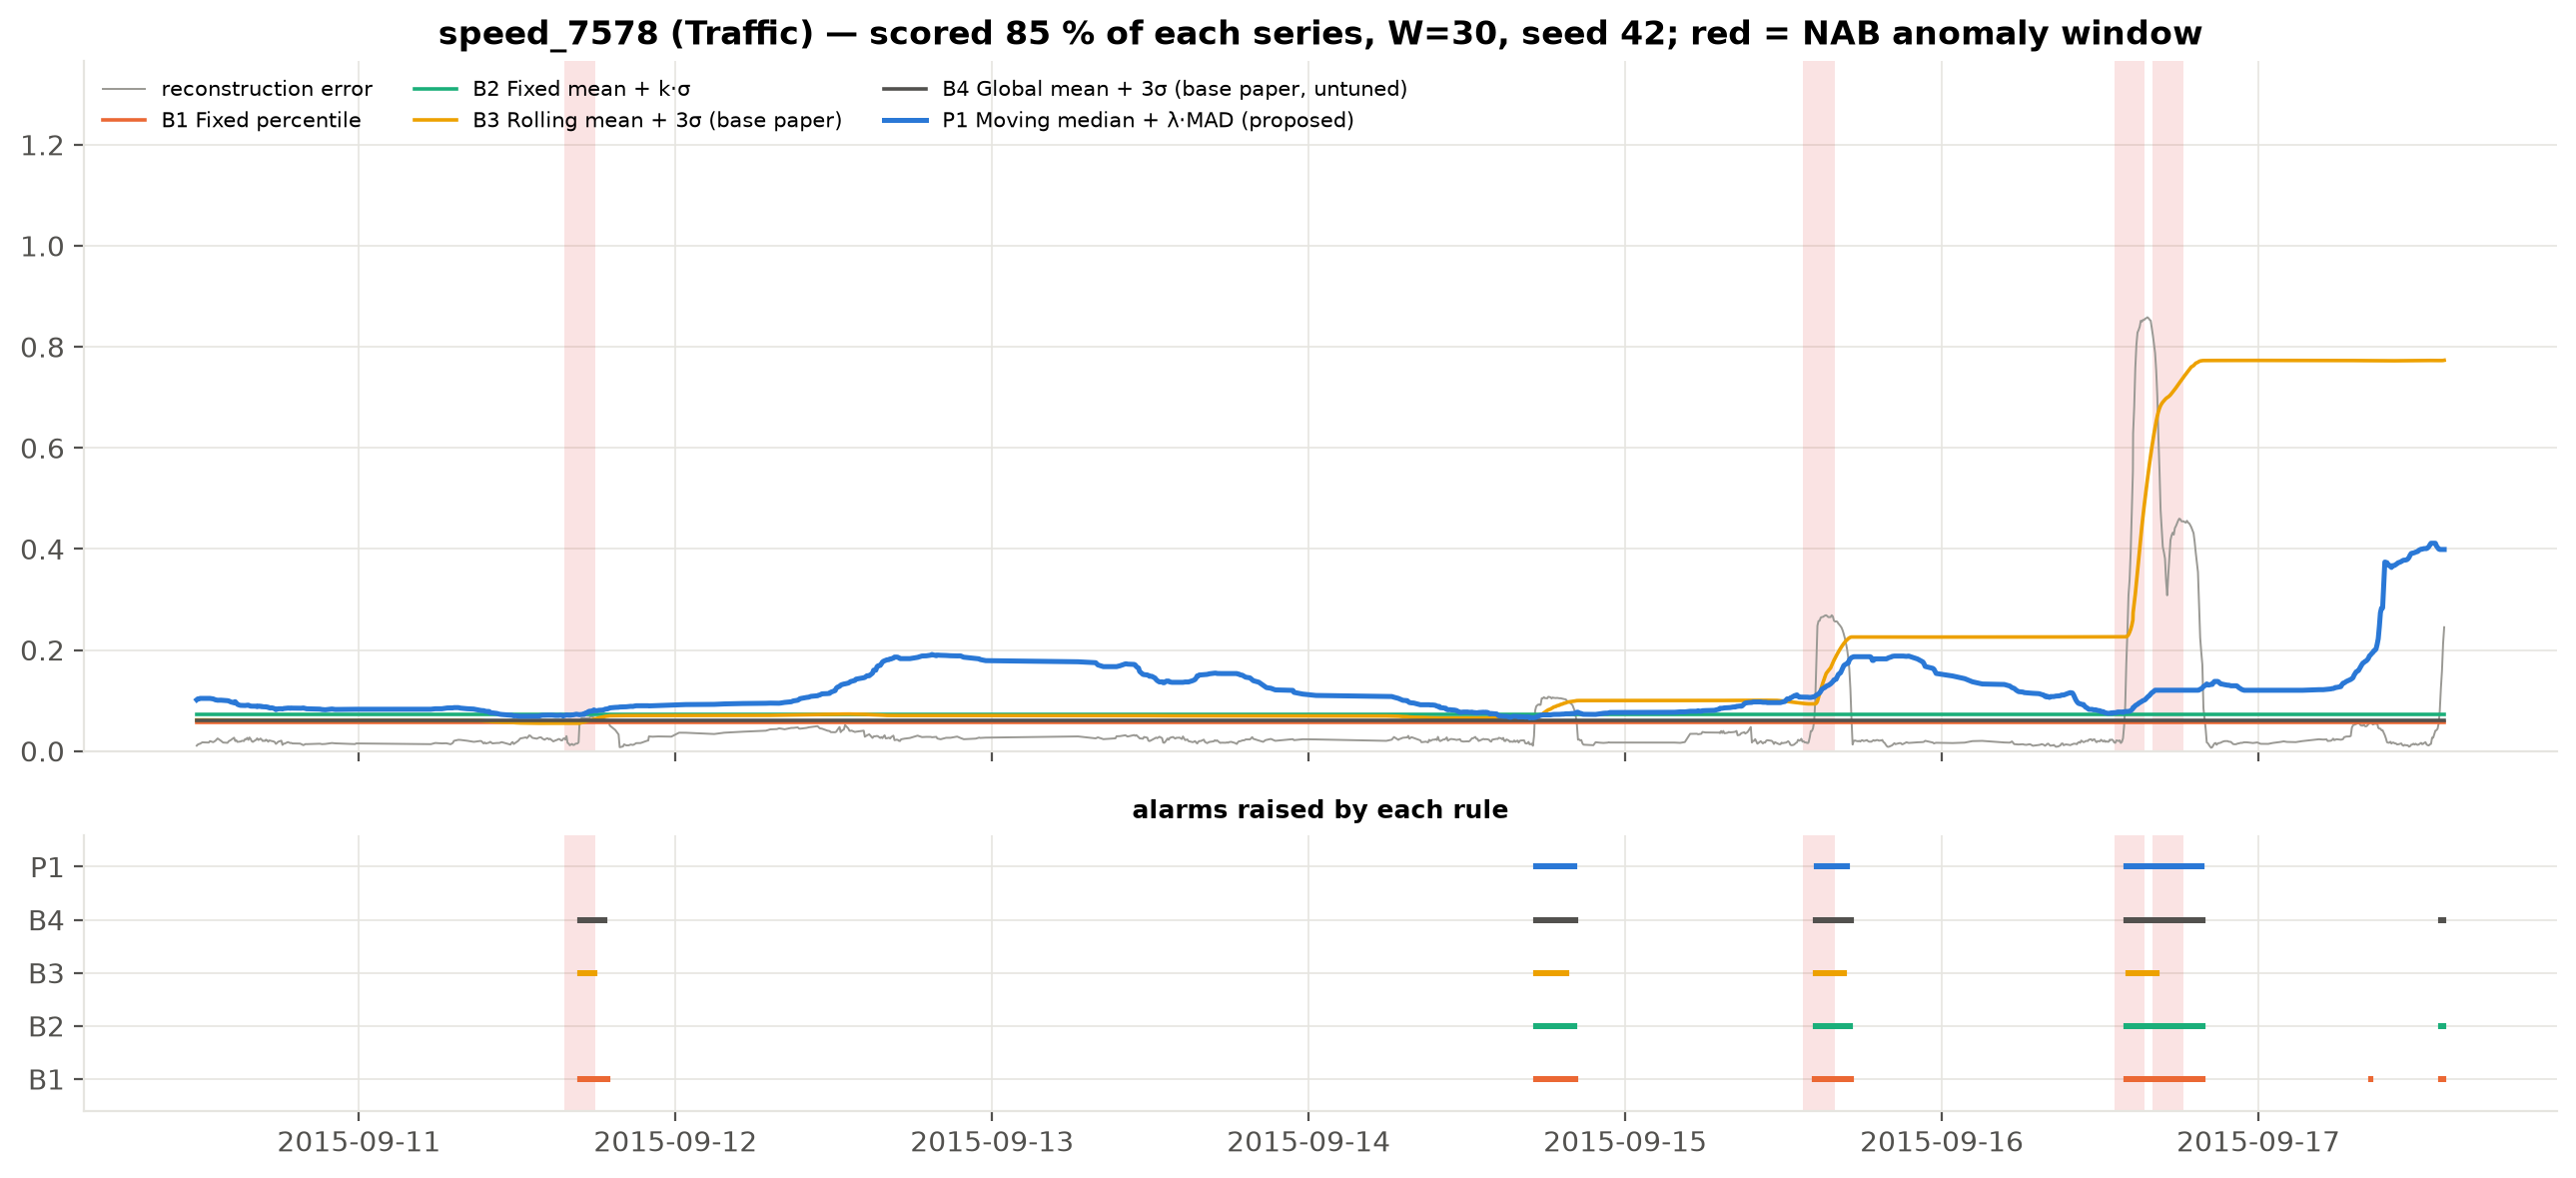 speed_7578 (Traffic) — scored 85 % of each series, W=30, seed 42; red = NAB anomaly window
reconstruction error
B1 Fixed percentile
B2 Fixed mean + k·σ
B3 Rolling mean + 3σ (base paper)
B4 Global mean + 3σ (base paper, untuned)
P1 Moving median + λ·MAD (proposed)
1.2
1.0
0.8
0.6
0.4
0.2
0.0
alarms raised by each rule
P1
B4
B3
B2
B1
2015-09-11 2015-09-12 2015-09-13 2015-09-14 2015-09-15 2015-09-16 2015-09-17